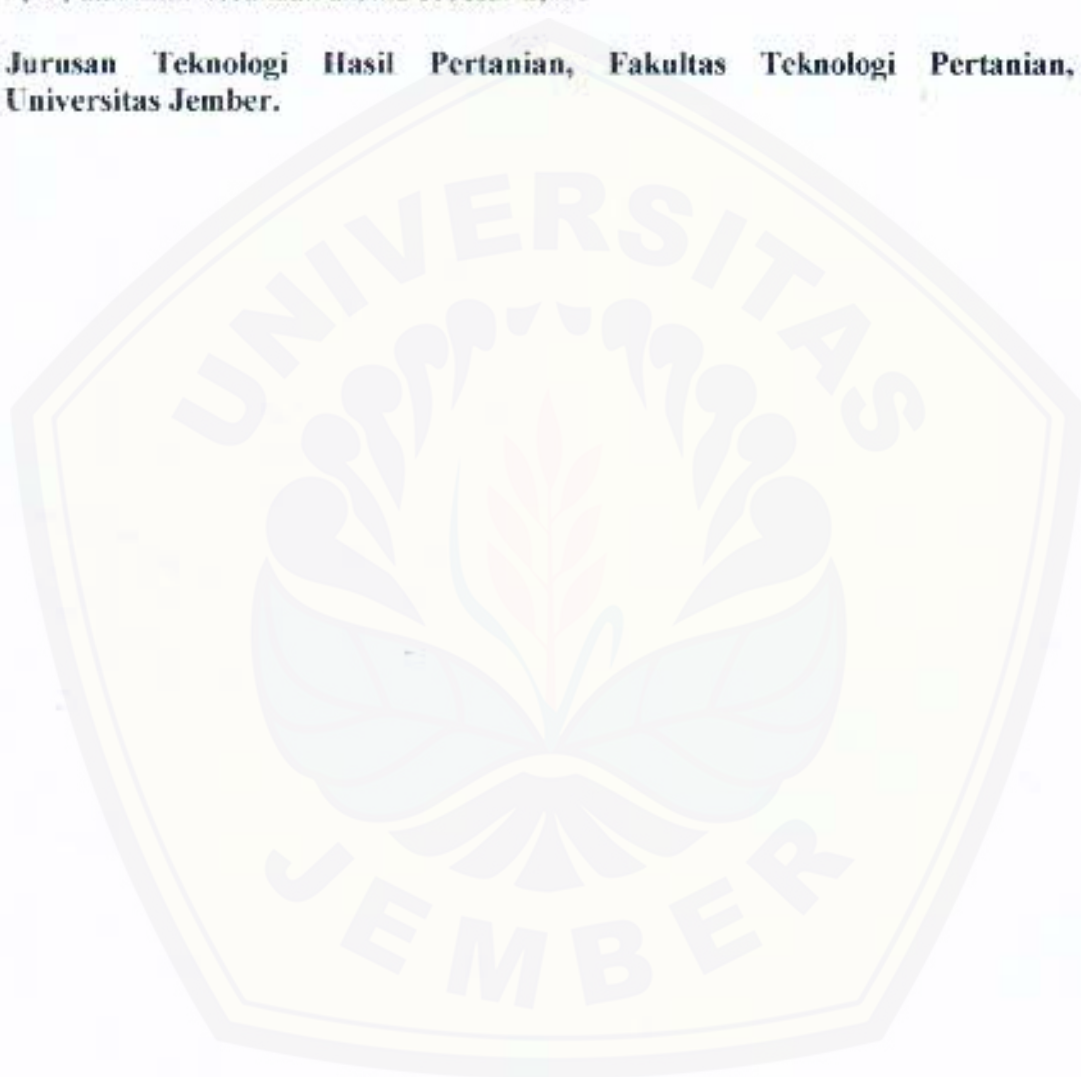 Jurusan Teknologi Hasil Pertanian, Fakultas Teknologi Pertanian,
Universitas Jember.
UNIVERSITAS
JEMBER